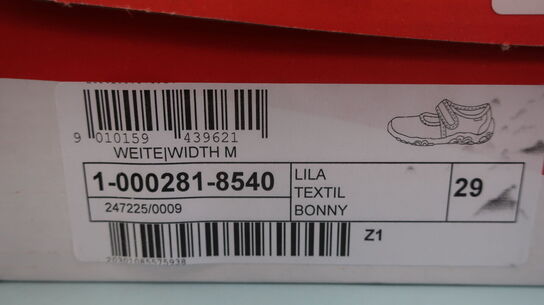 9 010159 439621
WEITE|WIDTH M
1-000281-8540
247225/0009
LILA
TEXTIL
BONNY
29
Z1